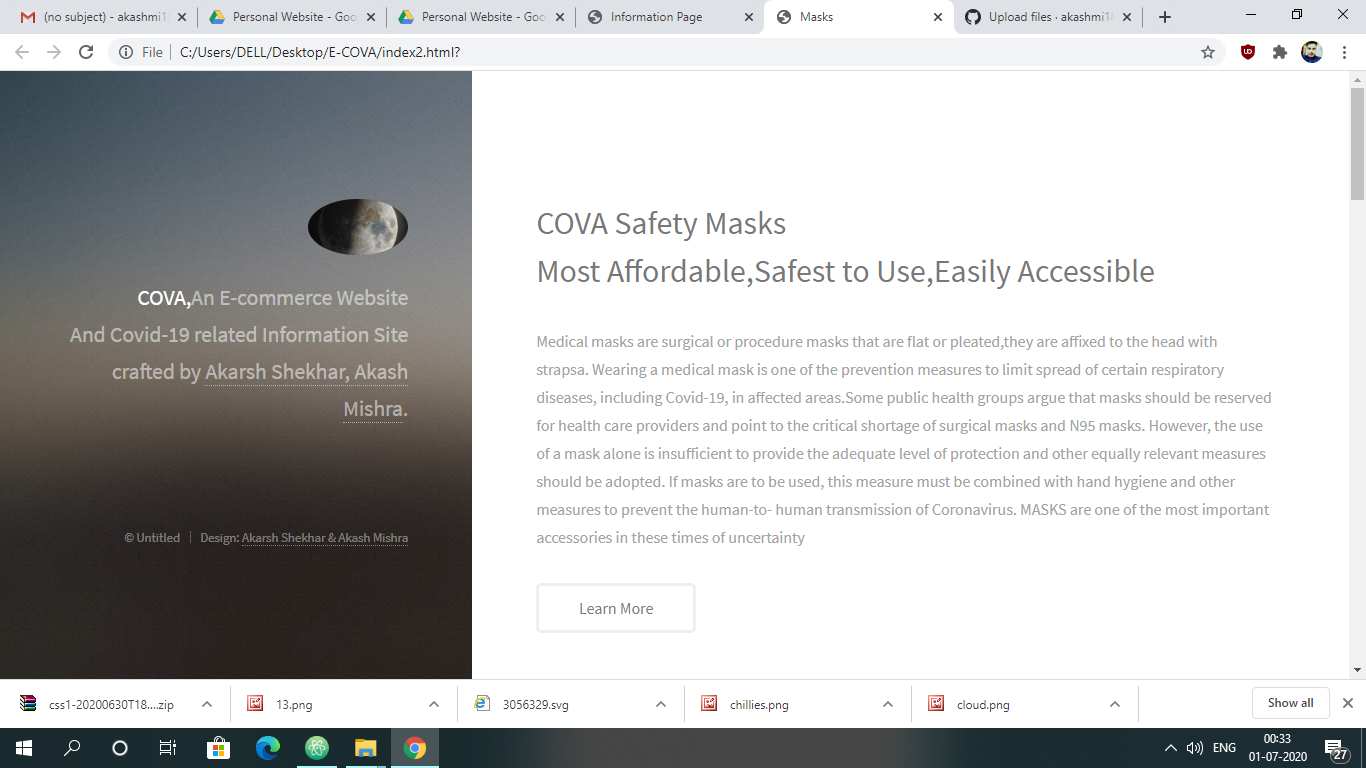 (no subject) - akashmi1
Personal Website - Goo
Personal Website - Goo
Information Page
Masks
Upload files · akashmi18
File
C:/Users/DELL/Desktop/E-COVA/index2.html?
COVA,An E-commerce Website
And Covid-19 related Information Site
crafted by Akarsh Shekhar, Akash
Mishra.
© Untitled
Design: Akarsh Shekhar & Akash Mishra
COVA Safety Masks
Most Affordable,Safest to Use,Easily Accessible
Medical masks are surgical or procedure masks that are flat or pleated,they are affixed to the head with
strapsa. Wearing a medical mask is one of the prevention measures to limit spread of certain respiratory
diseases, including Covid-19, in affected areas.Some public health groups argue that masks should be reserved
for health care providers and point to the critical shortage of surgical masks and N95 masks. However, the use
of a mask alone is insufficient to provide the adequate level of protection and other equally relevant measures
should be adopted. If masks are to be used, this measure must be combined with hand hygiene and other
measures to prevent the human-to- human transmission of Coronavirus. MASKS are one of the most important
accessories in these times of uncertainty
Learn More
css1-20200630T18....zip
13.png
3056329.svg
chillies.png
cloud.png
Show all
ENG
00:33
01-07-2020
27